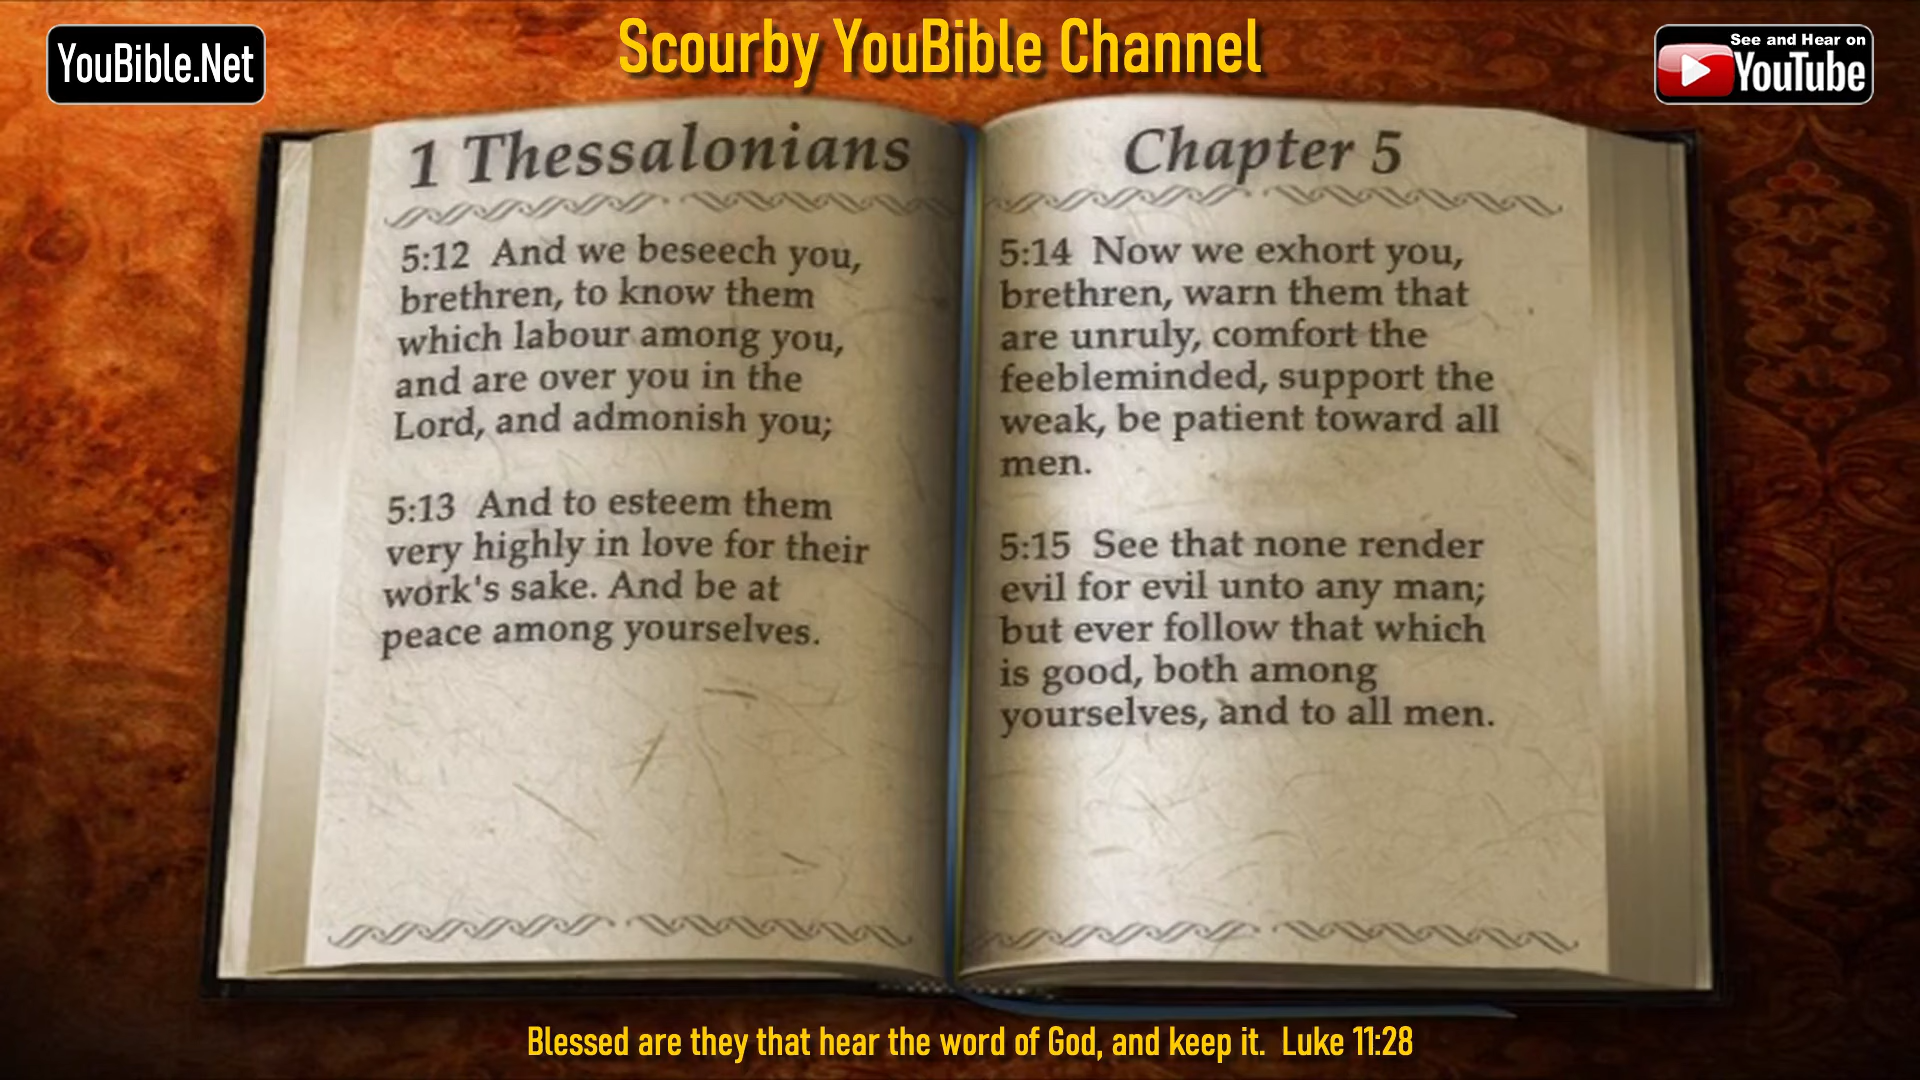 YouBible.Net
Scourby YouBible Channel
See and Hear on
YouTube
1 Thessalonians
5:12 And we beseech you,
brethren, to know them
which labour among you,
and are over you in the
Lord, and admonish you;
5:13 And to esteem them
very highly in love for their
work's sake. And be at
peace among yourselves.
Chapter 5
5:14 Now we exhort you,
brethren, warn them that
are unruly, comfort the
feebleminded, support the
weak, be patient toward all
men.
5:15 See that none render
evil for evil unto any man;
but ever follow that which
is good, both among
yourselves, and to all men.
Blessed are they that hear the word of God, and keep it. Luke 11:28